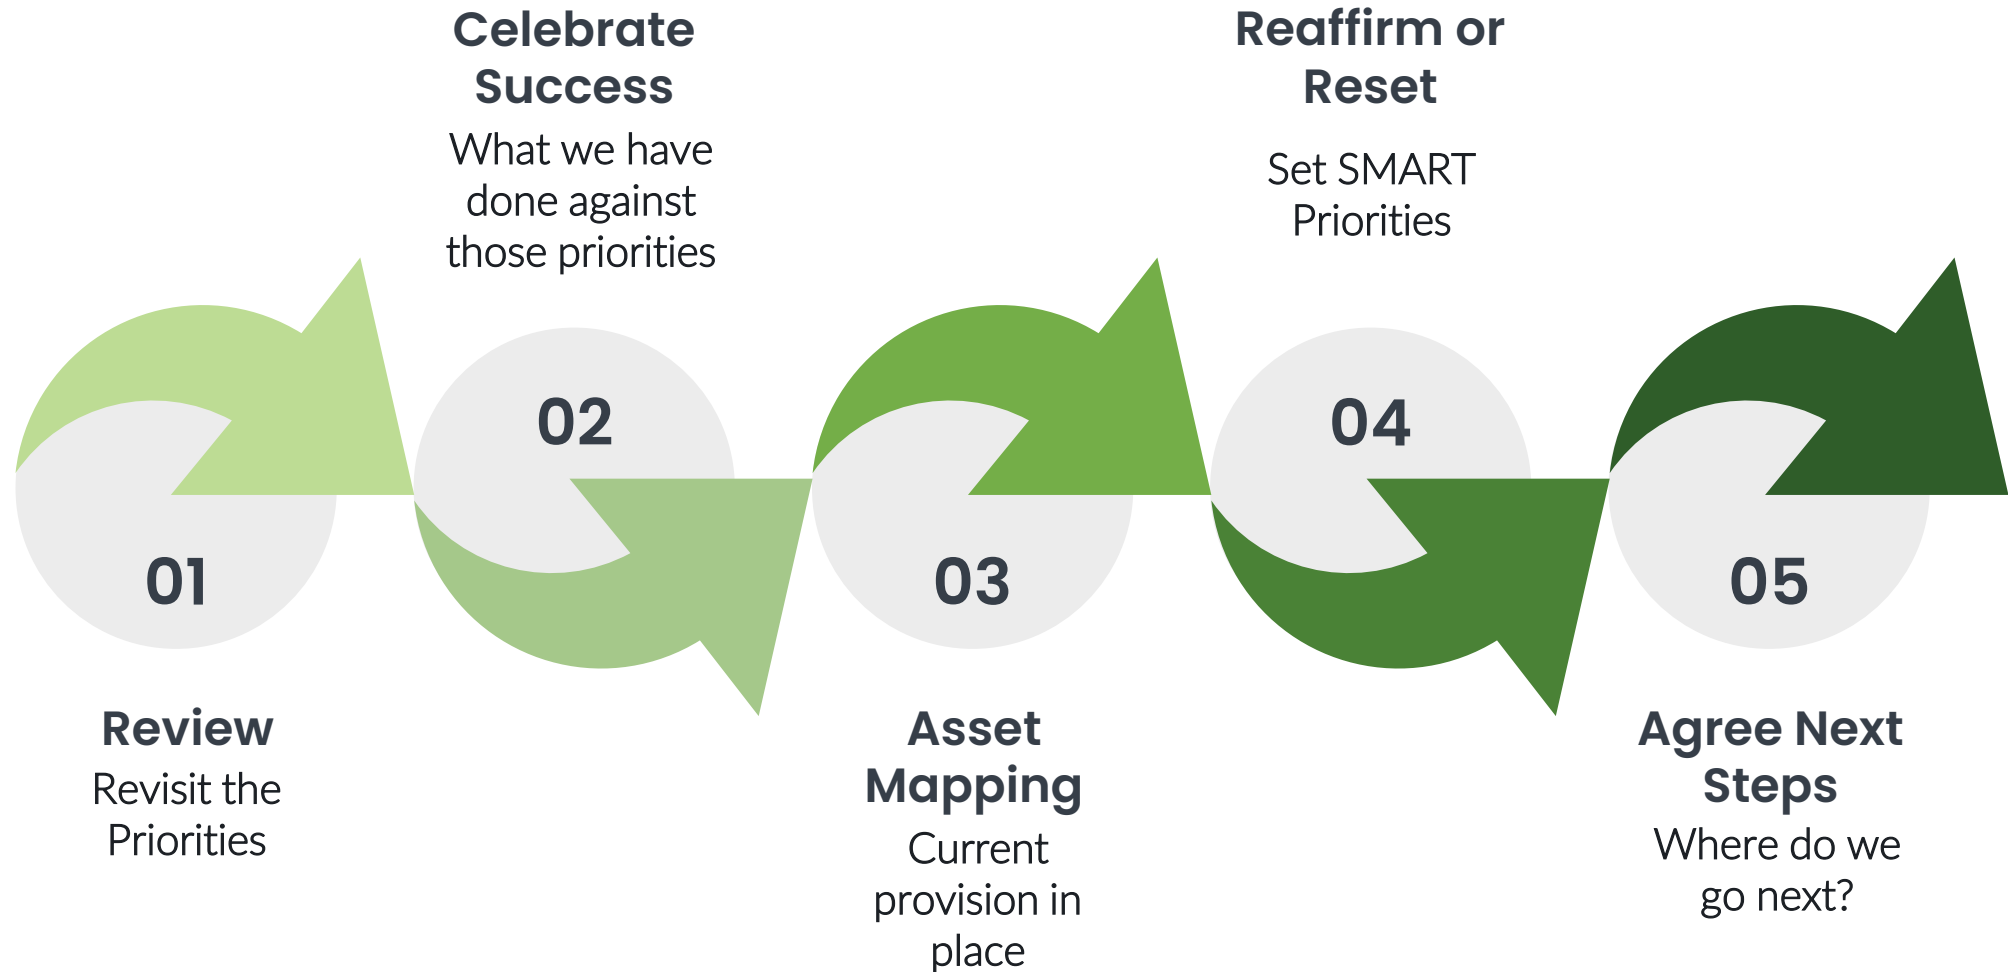 01
Review
Revisit the
Priorities
Celebrate
Success
What we have
done against
those priorities
02
03
Asset
Mapping
Current
provision in
place
Reaffirm or
Reset
Set SMART
Priorities
04
05
Agree Next
Steps
Where do we
go next?